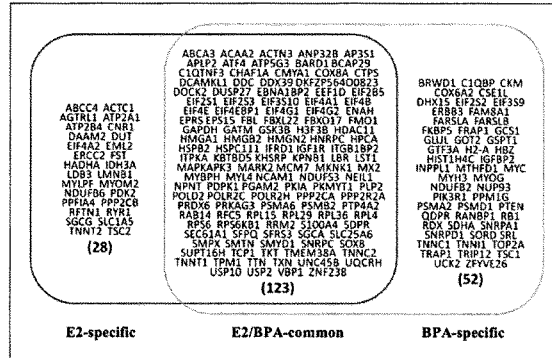 ABCC4 ACTC1
AGTRL1 ATP2A1
ATP2B4 CNR1
DAAM2 DUT
EIF4A2 EML2
ERCC2 FST
HADHA IDH3A
LDB3 LMNB1
MYLPF MYOM2
NDUFB6 PDK2
PPFIA4 PPP2CB
RFTN1 RYR1
SGCG SLC1A5
TNNT2 TSC2
(28)
ABCA3 ACAA2 ACTN3 ANP32B AP3S1
APLP2 ATF4 ATP5G3 BARD1 BCAP29
C1QTNF3 CHAF1A CMYA1 COX8A CTPS
DCAMKL1 DDC DDX39 DKFZP564O0823
DOCK2 DUSP27 EBNA1BP2 EEF1D EIF2B5
EIF2S1 EIF2S3 EIF3S10 EIF4A1 EIF4B
EIF4E EIF4EBP1 EIF4G1 EIF4G2 ENAH
EPRS EPS15 FBL FBXL22 FBXO17 FMO1
GAPDH GATM GSK3B H3F3B HDAC11
HMGA1 HMGB2 HMGN2 HNRPC HPCA
HSPB2 HSPC111 IFRD1 IGF1R ITGB1BP2
ITPKA KBTBD5 KHSRP KPNB1 LBR LST1
MAPKAPK3 MARK2 MCM7 MKNK1 MX2
MYBPH MYL4 NCAM1 NDUFS3 NEIL1
NPNT PDPK1 PGAM2 PKIA PKMYT1 PLP2
POLD2 POLR2C POLR2H PPP2CA PPP2R2A
PRDX6 PRKAG3 PSMA6 PSMB2 PTP4A2
RAB14 RFC5 RPL15 RPL29 RPL36 RPL4
RPS6 RPS6KB1 RRM2 S100A4 SDPR
SEC61A1 SFPQ SFRS3 SGCA SLC25A6
SMPX SMTN SMYD1 SNRPC SOX8
SUPT16H TCP1 TKT TMEM38A TNNC2
TNNT1 TPM1 TTN TXN UNC45B UQCRH
USP10 USP2 VBP1 ZNF238
(123)
BRWD1 C1QBP CKM
COX6A2 CSE1L
DHX15 EIF2S2 EIF3S9
ERBB3 FAM8A1
FARSLA FARSLB
FKBP5 FRAP1 GCS1
GLUL GOT2 GSPT1
GTF3A H2-A HBZ
HIST1H4C IGFBP2
INPPL1 MTHFD1 MYC
MYH3 MYOG
NDUFB2 NUP93
PIK3R1 PPM1G
PSMA2 PSMD1 PTEN
QDPR RANBP1 RB1
RDX SDHA SNRPA1
SNRPD1 SORD SRL
TNNC1 TNNI1 TOP2A
TRAP1 TRIP12 TSC1
UCK2 ZFYVE26
(52)
E2-specific E2/BPA-common BPA-specific